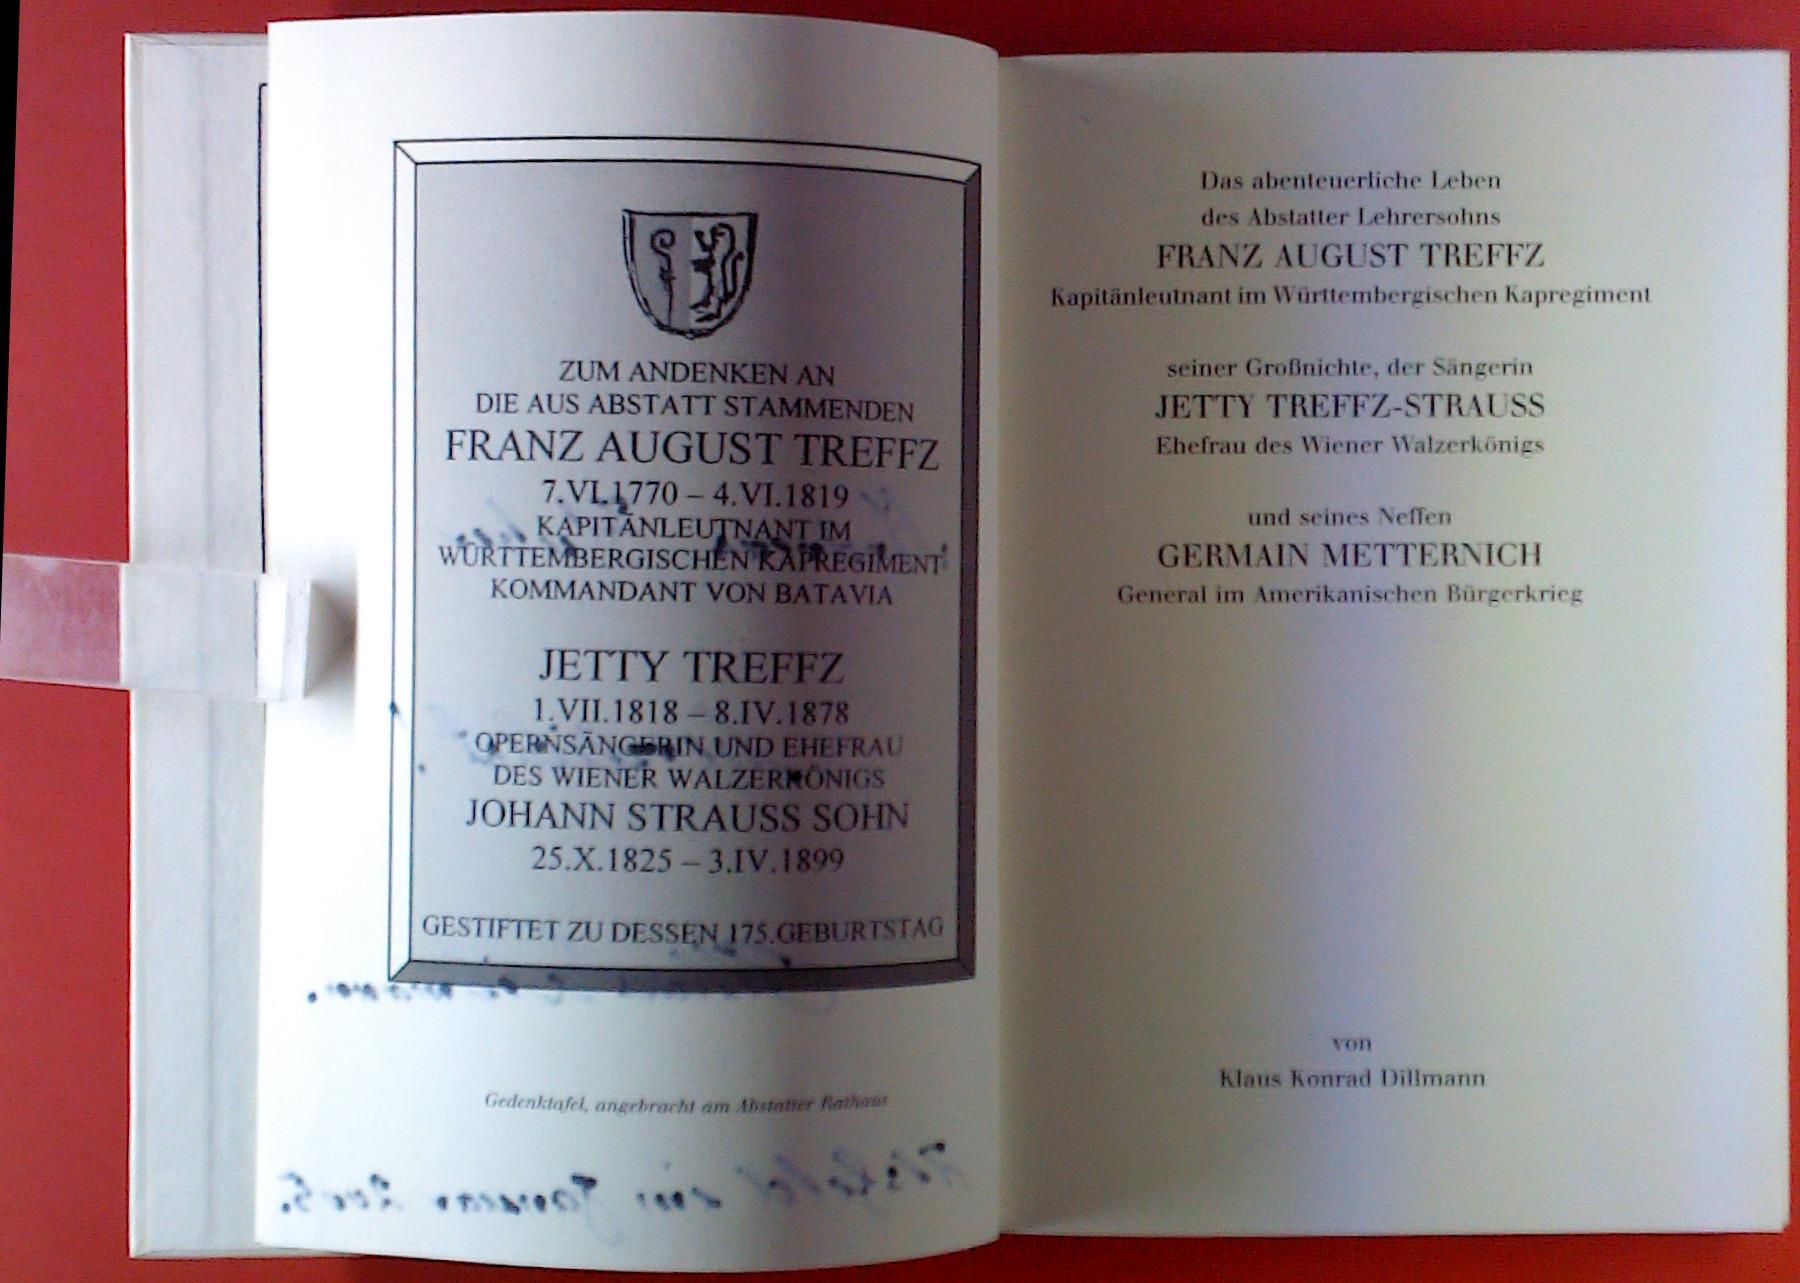 ZUM ANDENKEN AN
DIE AUS ABSTATT STAMMENDEN
FRANZ AUGUST TREFFZ
7.VI.1770 – 4.VI.1819
KAPITÄNLEUTNANT IM
WÜRTTEMBERGISCHEN KAPREGIMENT
KOMMANDANT VON BATAVIA
JETTY TREFFZ
1.VII.1818 – 8.IV.1878
OPERNSÄNGERIN UND EHEFRAU
DES WIENER WALZERKÖNIGS
JOHANN STRAUSS SOHN
25.X.1825 – 3.IV.1899
GESTIFTET ZU DESSEN 175.GEBURTSTAG
Gedenktafel, angebracht am Abstatter Rathaus
Das abenteuerliche Leben
des Abstatter Lehrersohns
FRANZ AUGUST TREFFZ
Kapitänleutnant im Württembergischen Kapregiment
seiner Großnichte, der Sängerin
JETTY TREFFZ-STRAUSS
Ehefrau des Wiener Walzerkönigs
und seines Neffen
GERMAIN METTERNICH
General im Amerikanischen Bürgerkrieg
von
Klaus Konrad Dillmann